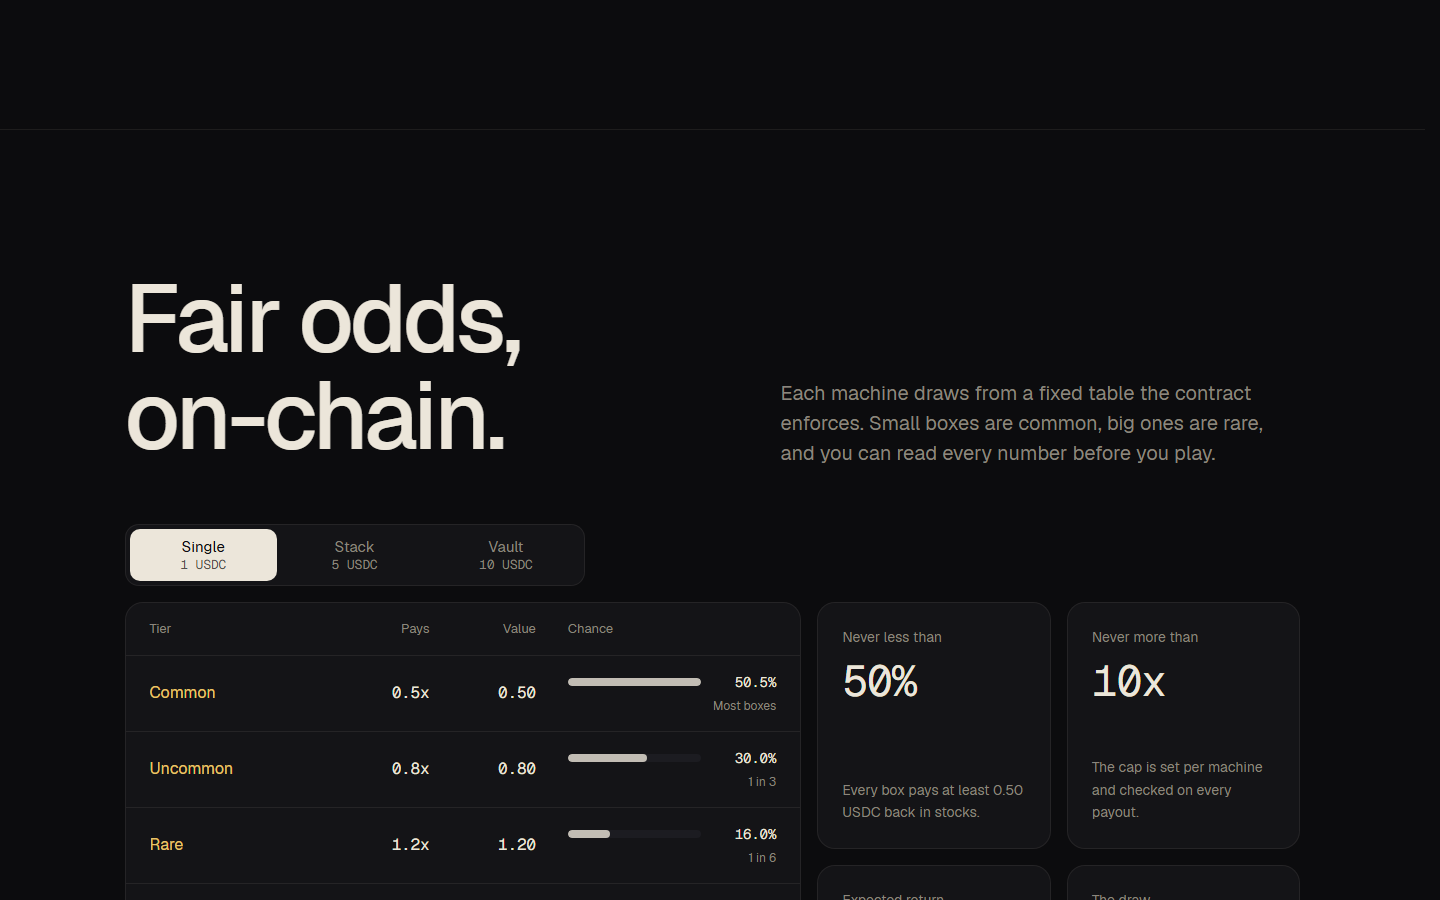 Fair odds,
on-chain.
Each machine draws from a fixed table the contract
enforces. Small boxes are common, big ones are rare,
and you can read every number before you play.
Single
1 USDC
Stack
5 USDC
Vault
10 USDC
Tier Pays Value Chance
Common 0.5x 0.50 50.5%
Most boxes
Uncommon 0.8x 0.80 30.0%
1 in 3
Rare 1.2x 1.20 16.0%
1 in 6
Never less than
50%
Every box pays at least 0.50
USDC back in stocks.
Never more than
10x
The cap is set per machine
and checked on every
payout.
Expected return
The draw